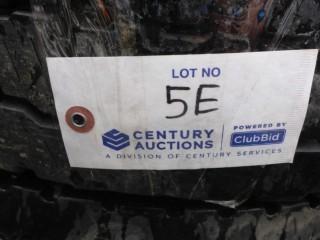 LOT NO
5E
CENTURY AUCTIONS
POWERED BY
ClubBid
A DIVISION OF CENTURY SERVICES